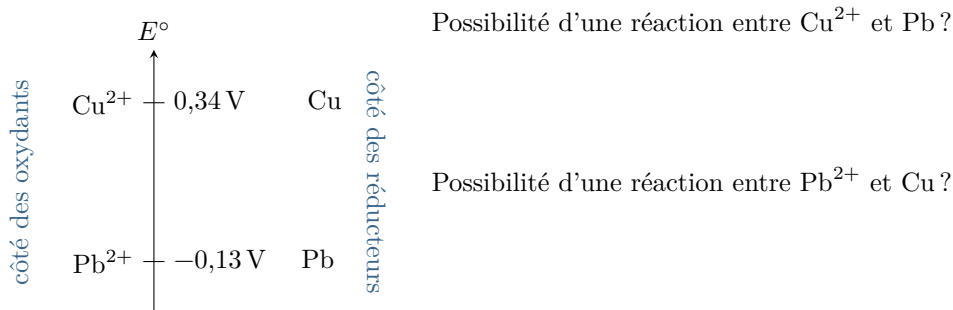 E°
Possibilité d'une réaction entre Cu²⁺ et Pb ?
côté des oxydants
Cu²⁺
0,34 V
Cu
côté des réducteurs
Possibilité d'une réaction entre Pb²⁺ et Cu ?
Pb²⁺
−0,13 V
Pb